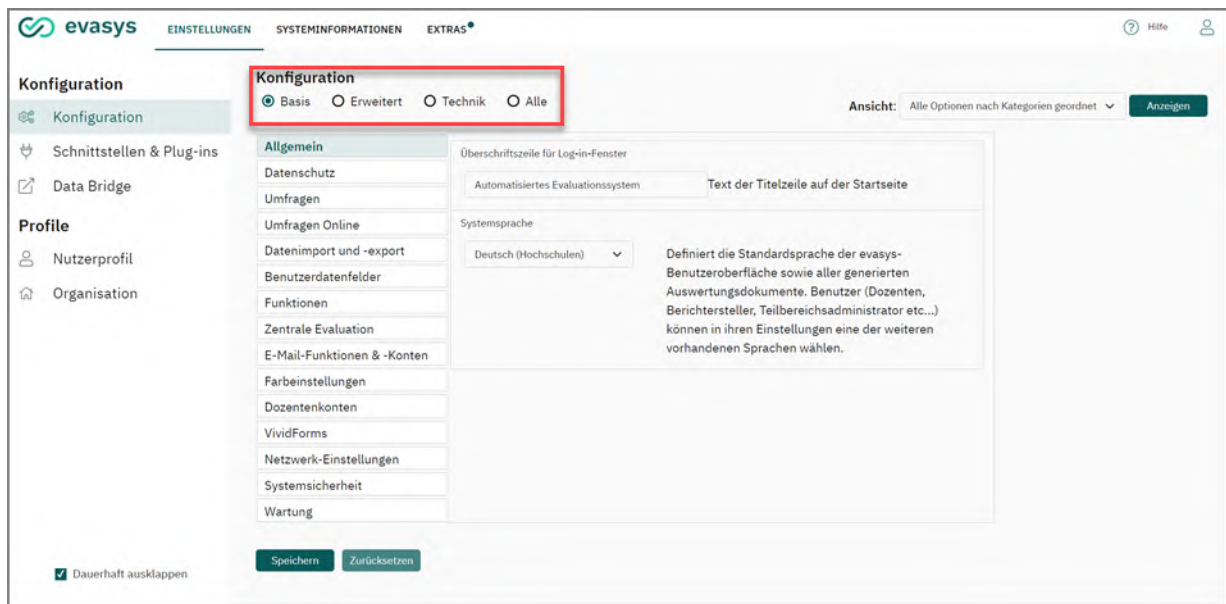 evasys
EINSTELLUNGEN
SYSTEMINFORMATIONEN
EXTRAS
Hilfe
Konfiguration
Konfiguration
Schnittstellen & Plug-ins
Data Bridge
Profile
Nutzerprofil
Organisation
Dauerhaft ausklappen
Konfiguration
Basis Erweitert Technik Alle
Ansicht: Alle Optionen nach Kategorien geordnet Anzeigen
Allgemein
Datenschutz
Umfragen
Umfragen Online
Datenimport und -export
Benutzerdatenfelder
Funktionen
Zentrale Evaluation
E-Mail-Funktionen & -Konten
Farbeinstellungen
Dozentenkonten
VividForms
Netzwerk-Einstellungen
Systemsicherheit
Wartung
Überschriftszeile für Log-in-Fenster
Automatisiertes Evaluationssystem Text der Titelzeile auf der Startseite
Systemsprache
Deutsch (Hochschulen)
Definiert die Standardsprache der evasys-
Benutzeroberfläche sowie aller generierten
Auswertungsdokumente. Benutzer (Dozenten,
Berichtersteller, Teilbereichsadministrator etc...)
können in ihren Einstellungen eine der weiteren
vorhandenen Sprachen wählen.
Speichern Zurücksetzen